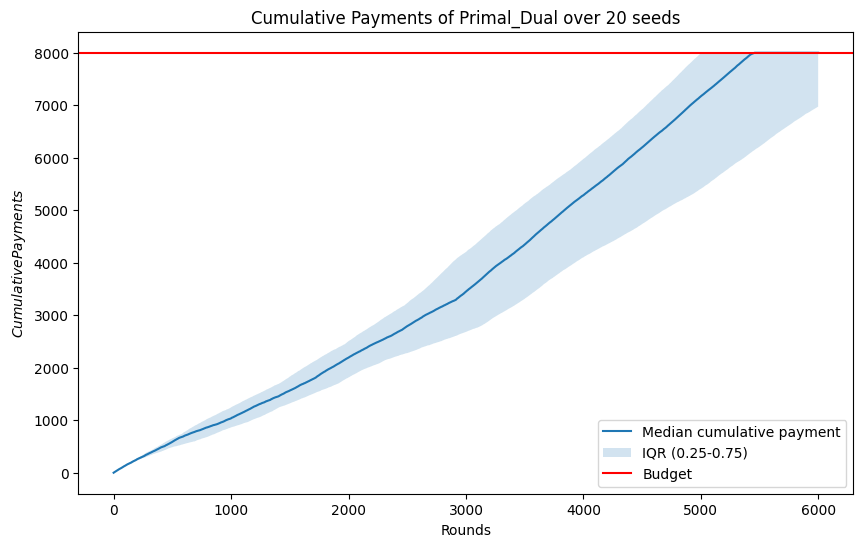 Cumulative Payments of Primal_Dual over 20 seeds
8000
7000
6000
5000
4000
3000
2000
1000
0
CumulativePayments
0 1000 2000 3000 4000 5000 6000
Rounds
Median cumulative payment
IQR (0.25-0.75)
Budget